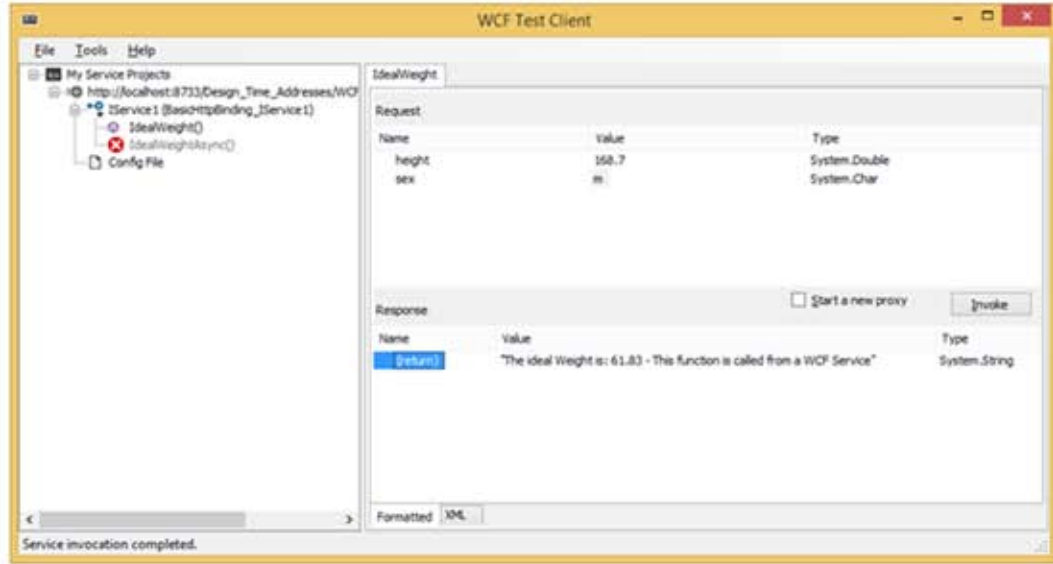 WCF Test Client
File Tools Help
My Service Projects
http://localhost:8733/Design_Time_Addresses/WCF
IService1 (BasicHttpBinding_IService1)
IdealWeight()
IdealWeightAsync()
Config File
IdealWeight
Request
Name Value Type
height 168.7 System.Double
sex m System.Char
Start a new proxy Invoke
Response
Name Value Type
(return) "The ideal Weight is: 61.83 - This function is called from a WCF Service" System.String
Formatted XML
Service invocation completed.